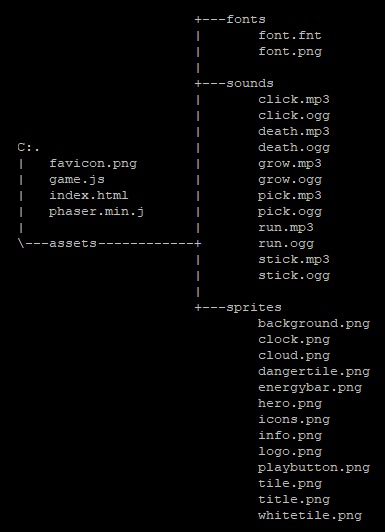 +---fonts
|       font.fnt
|       font.png
|
+---sounds
|       click.mp3
|       click.ogg
|       death.mp3
C:.                   |       death.ogg
|   favicon.png       |       grow.mp3
|   game.js           |       grow.ogg
|   index.html        |       pick.mp3
|   phaser.min.j      |       pick.ogg
|                     |       run.mp3
\---assets------------+       run.ogg
|       stick.mp3
|       stick.ogg
|
+---sprites
background.png
clock.png
cloud.png
dangertile.png
energybar.png
hero.png
icons.png
info.png
logo.png
playbutton.png
tile.png
title.png
whitetile.png